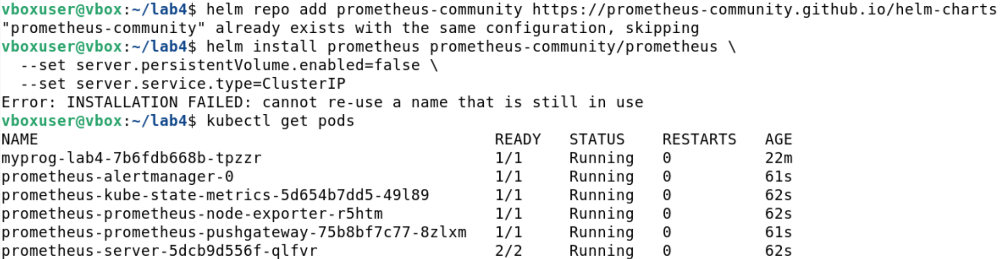 vboxuser@vbox:~/lab4$ helm repo add prometheus-community https://prometheus-community.github.io/helm-charts
"prometheus-community" already exists with the same configuration, skipping
vboxuser@vbox:~/lab4$ helm install prometheus prometheus-community/prometheus \
  --set server.persistentVolume.enabled=false \
  --set server.service.type=ClusterIP
Error: INSTALLATION FAILED: cannot re-use a name that is still in use
vboxuser@vbox:~/lab4$ kubectl get pods
NAME                                                 READY   STATUS    RESTARTS   AGE
myprog-lab4-7b6fdb668b-tpzzr                         1/1     Running   0          22m
prometheus-alertmanager-0                            1/1     Running   0          61s
prometheus-kube-state-metrics-5d654b7dd5-49l89       1/1     Running   0          62s
prometheus-prometheus-node-exporter-r5htm            1/1     Running   0          62s
prometheus-prometheus-pushgateway-75b8bf7c77-8zlxm   1/1     Running   0          61s
prometheus-server-5dcb9d556f-qlfvr                   2/2     Running   0          62s